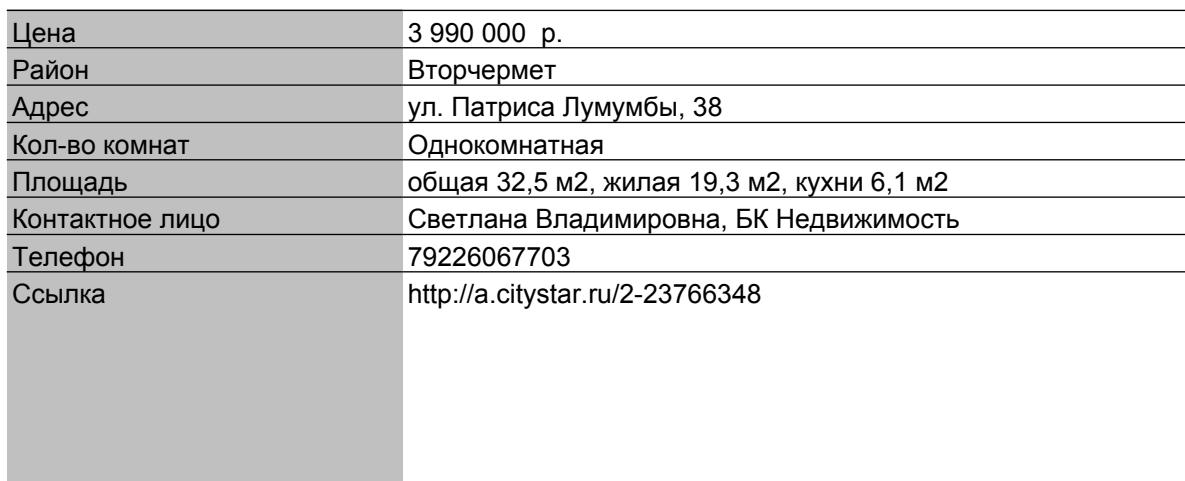 Цена 3 990 000 р.
Район Вторчермет
Адрес ул. Патриса Лумумбы, 38
Кол-во комнат Однокомнатная
Площадь общая 32,5 м2, жилая 19,3 м2, кухни 6,1 м2
Контактное лицо Светлана Владимировна, БК Недвижимость
Телефон 79226067703
Ссылка http://a.citystar.ru/2-23766348